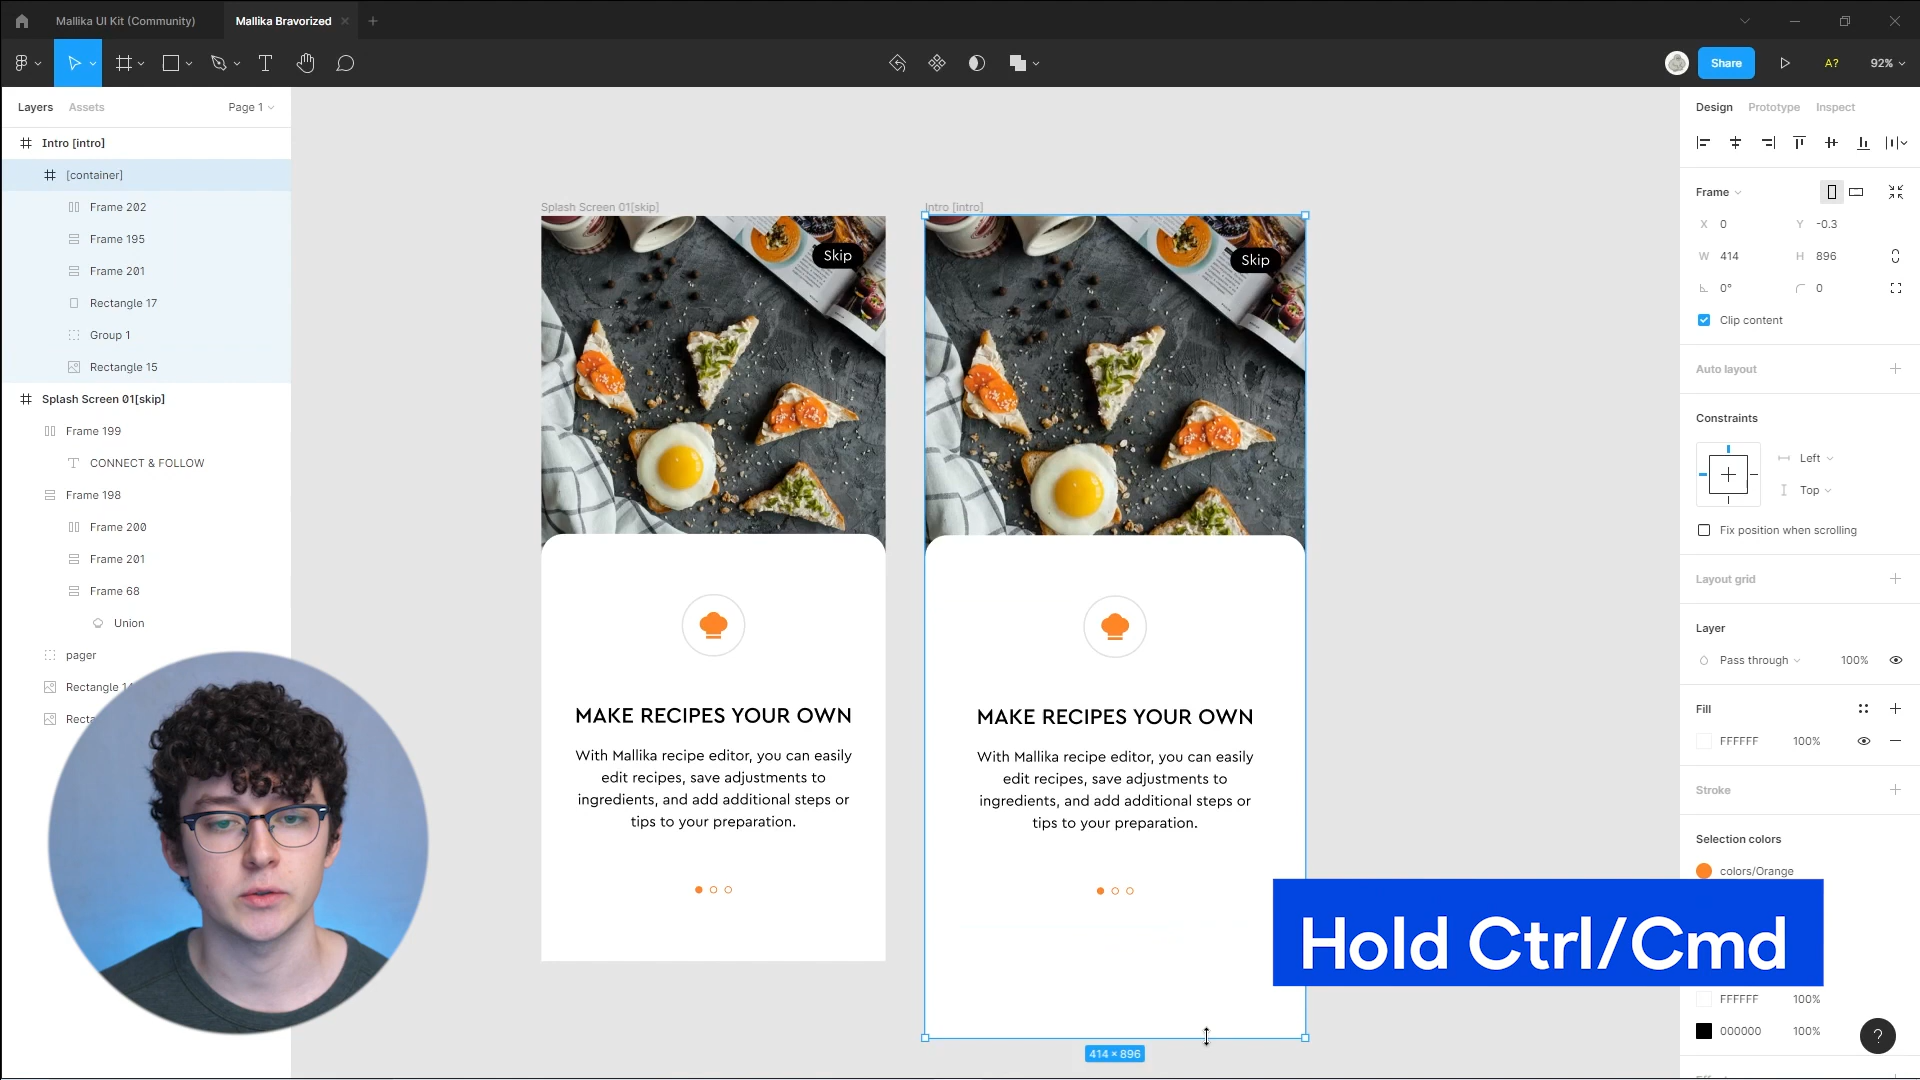 Mallika UI Kit (Community)
Mallika Bravorized
Share
A?
92%
Layers
Assets
Page 1
Intro [intro]
[container]
Frame 202
Frame 195
Frame 201
Rectangle 17
Group 1
Rectangle 15
Splash Screen 01[skip]
Frame 199
CONNECT & FOLLOW
Frame 198
Frame 200
Frame 201
Frame 68
Union
pager
Rectangle
Splash Screen 01[skip]
Skip
MAKE RECIPES YOUR OWN
With Mallika recipe editor, you can easily
edit recipes, save adjustments to
ingredients, and add additional steps or
tips to your preparation.
Intro [intro]
Skip
MAKE RECIPES YOUR OWN
With Mallika recipe editor, you can easily
edit recipes, save adjustments to
ingredients, and add additional steps or
tips to your preparation.
414 × 896
Hold Ctrl/Cmd
Design
Prototype
Inspect
Frame
X 0
Y -0.3
W 414
H 896
0°
0
Clip content
Auto layout
Constraints
Left
Top
Fix position when scrolling
Layout grid
Layer
Pass through
100%
Fill
FFFFFF
100%
Stroke
Selection colors
colors/Orange
FFFFFF
100%
000000
100%
?